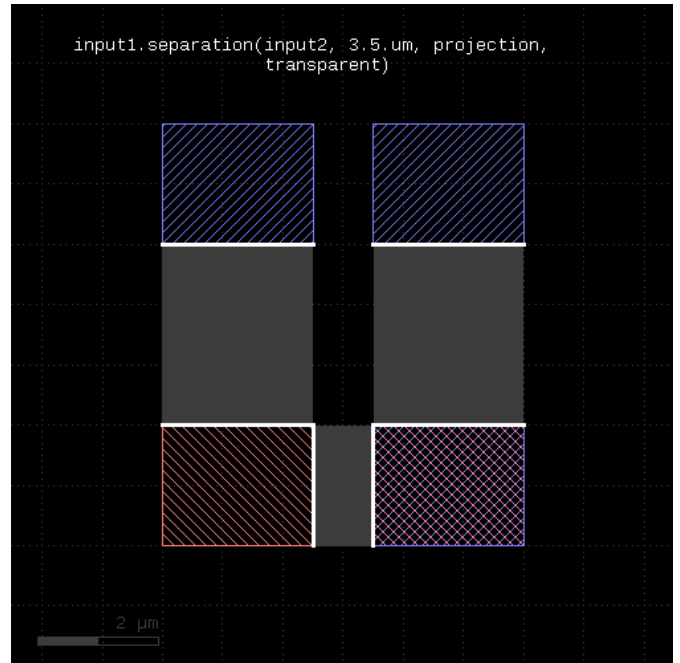 input1.separation(input2, 3.5.um, projection,
transparent)
2 µm